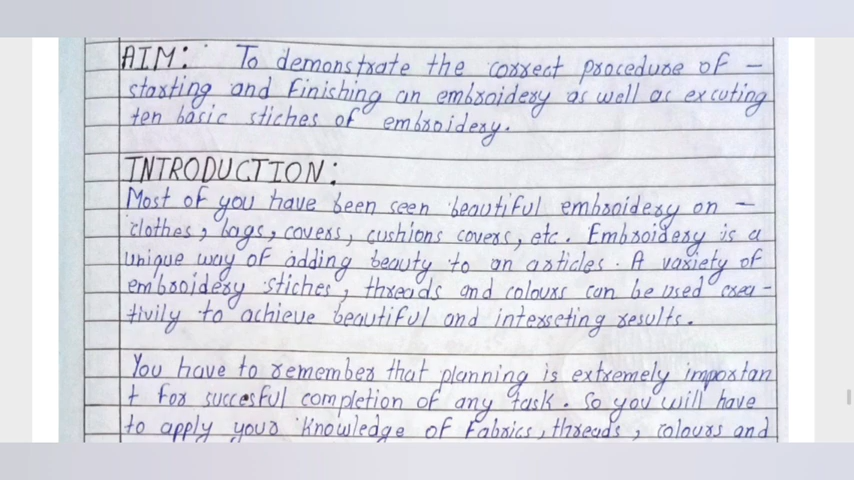 AIM: To demonstrate the correct procedure of -
starting and finishing an embroidery as well as excuting
ten basic stiches of embroidery.
INTRODUCTION:
Most of you have been seen beautiful embroidery on -
clothes, bags, covers, cushions covers, etc. Embroidery is a
unique way of adding beauty to an articles. A variety of
embroidery stiches, threads and colours can be used crea-
tivily to achieve beautiful and interseting results.
You have to remember that planning is extremely importan
t for succesful completion of any task. So you will have
to apply your knowledge of Fabrics, threads, colours and